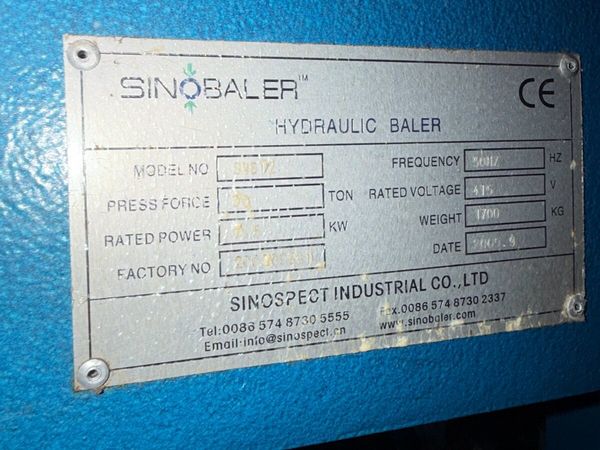 SINOBALER™
CE
HYDRAULIC BALER
MODEL NO
FREQUENCY 50HZ HZ
PRESS FORCE TON
RATED VOLTAGE 415 V
RATED POWER KW
WEIGHT 1700 KG
FACTORY NO
DATE
SINOSPECT INDUSTRIAL CO.,LTD
Tel:0086 574 8730 5555
Fax.0086 574 8730 2337
Email:info@sinospect.cn
www.sinobaler.com